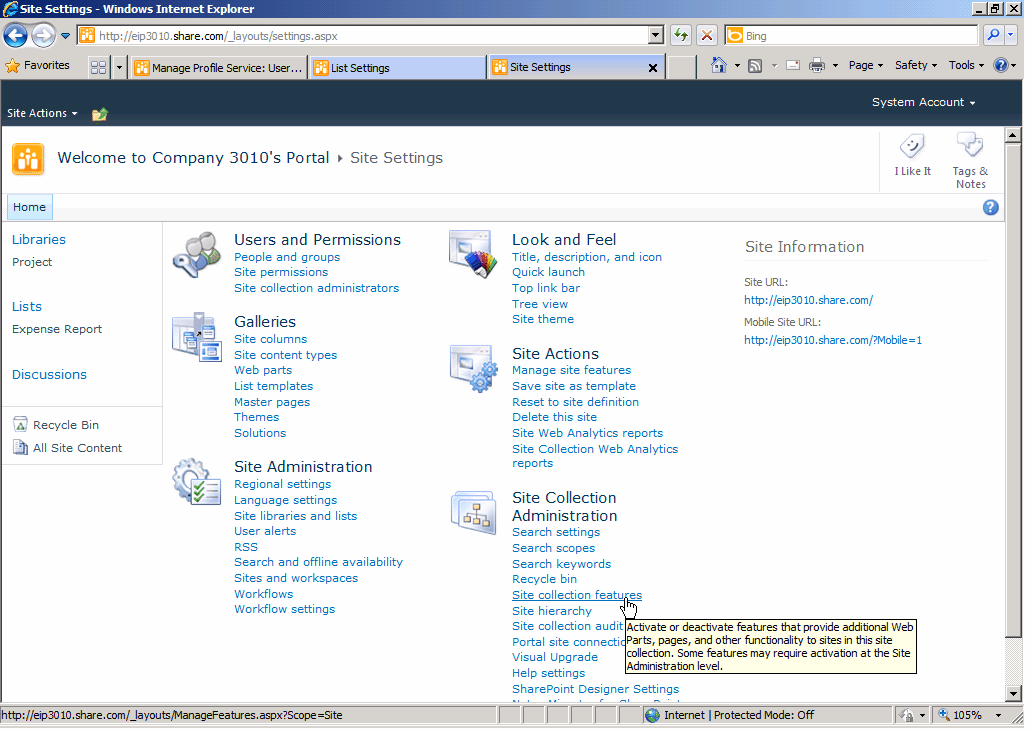 Site Settings - Windows Internet Explorer
http://eip3010.share.com/_layouts/settings.aspx
Bing
Favorites
Manage Profile Service: User...
List Settings
Site Settings
Page
Safety
Tools
Site Actions
System Account
Welcome to Company 3010's Portal
Site Settings
I Like It
Tags &
Notes
Home
Libraries
Project
Lists
Expense Report
Discussions
Recycle Bin
All Site Content
Users and Permissions
People and groups
Site permissions
Site collection administrators
Galleries
Site columns
Site content types
Web parts
List templates
Master pages
Themes
Solutions
Site Administration
Regional settings
Language settings
Site libraries and lists
User alerts
RSS
Search and offline availability
Sites and workspaces
Workflows
Workflow settings
Look and Feel
Title, description, and icon
Quick launch
Top link bar
Tree view
Site theme
Site Actions
Manage site features
Save site as template
Reset to site definition
Delete this site
Site Web Analytics reports
Site Collection Web Analytics
reports
Site Collection
Administration
Search settings
Search scopes
Search keywords
Recycle bin
Site collection features
Site hierarchy
Site collection audit
Portal site connectio
Visual Upgrade
Help settings
SharePoint Designer Settings
Activate or deactivate features that provide additional Web
Parts, pages, and other functionality to sites in this site
collection. Some features may require activation at the Site
Administration level.
Site Information
Site URL:
http://eip3010.share.com/
Mobile Site URL:
http://eip3010.share.com/?Mobile=1
http://eip3010.share.com/_layouts/ManageFeatures.aspx?Scope=Site
Internet | Protected Mode: Off
105%